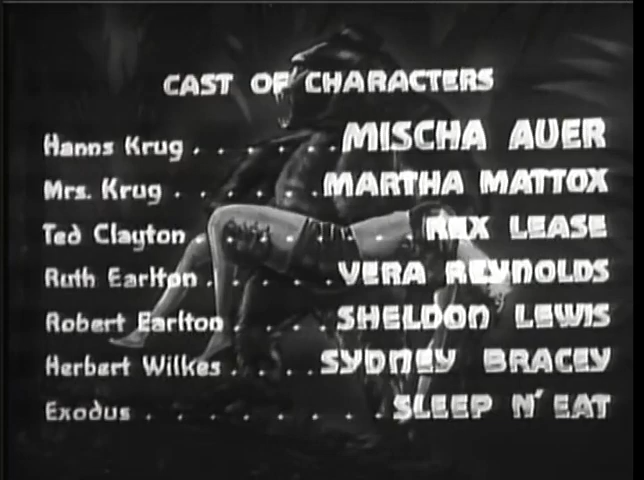 CAST OF CHARACTERS
Hanns Krug . . . . . . MISCHA AUER
Mrs. Krug . . . . . . . MARTHA MATTOX
Ted Clayton . . . . . . REX LEASE
Ruth Earlton . . . . . . VERA REYNOLDS
Robert Earlton . . . . . SHELDON LEWIS
Herbert Wilkes . . . . . SYDNEY BRACEY
Exodus . . . . . . . . . SLEEP N' EAT